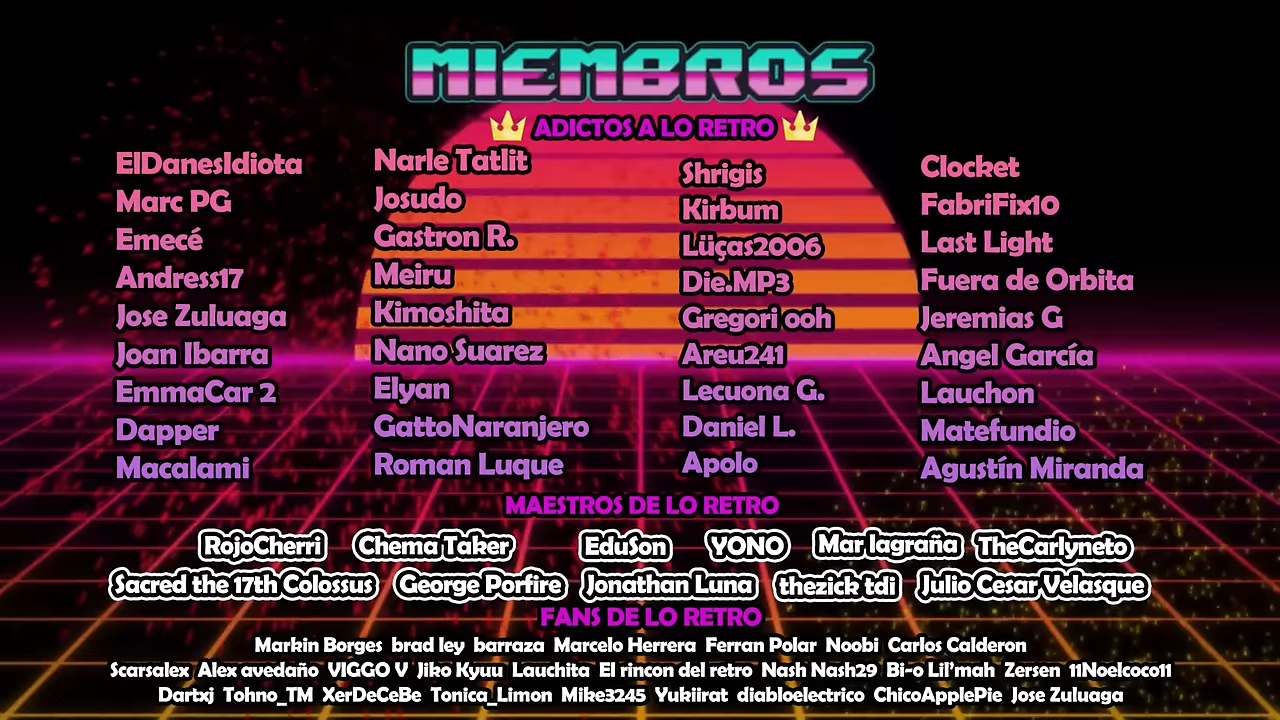 MIEMBROS
ADICTOS A LO RETRO
ElDanesIdiota
Marc PG
Emecé
Andress17
Jose Zuluaga
Joan Ibarra
EmmaCar 2
Dapper
Macalami
Narle Tatlit
Josudo
Gastron R.
Meiru
Kimoshita
Nano Suarez
Elyan
GattoNaranjero
Roman Luque
Shrigis
Kirbum
Lüças2006
Die.MP3
Gregori ooh
Areu241
Lecuona G.
Daniel L.
Apolo
Clocket
FabriFix10
Last Light
Fuera de Orbita
Jeremias G
Angel García
Lauchon
Matefundio
Agustín Miranda
MAESTROS DE LO RETRO
RojoCherri Chema Taker EduSon YONO Mar lagraña TheCarlyneto
Sacred the 17th Colossus George Porfire Jonathan Luna thezick tdi Julio Cesar Velasque
FANS DE LO RETRO
Markin Borges brad ley barraza Marcelo Herrera Ferran Polar Noobi Carlos Calderon
Scarsalex Alex avedaño VIGGO V Jiko Kyuu Lauchita El rincon del retro Nash Nash29 Bi-o Lil'mah Zersen 11Noelcoco11
Dartxj Tohno_TM XerDeCeBe Tonica_Limon Mike3245 Yukiirat diabloelectrico ChicoApplePie Jose Zuluaga